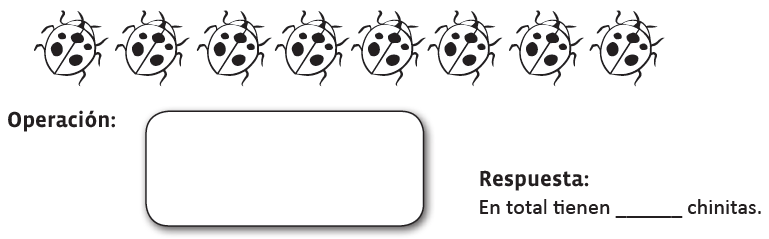 Operación:
Respuesta:
En total tienen ______ chinitas.